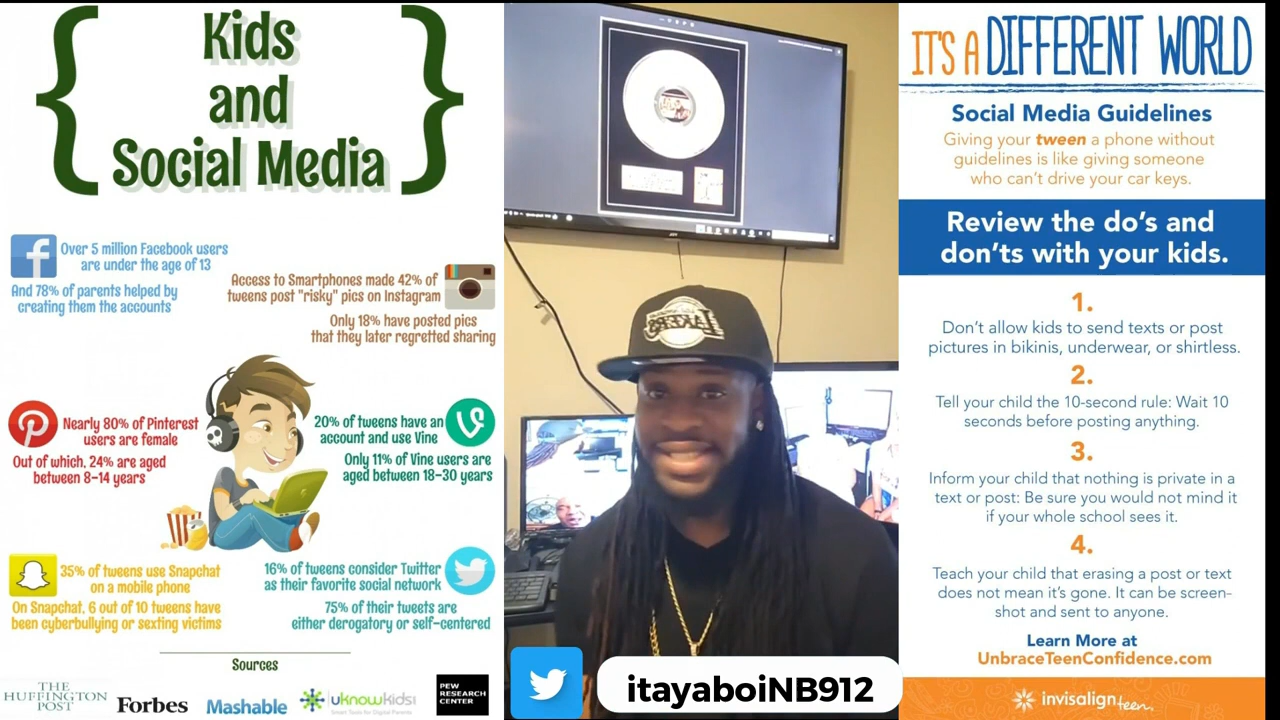 Kids
and
Social Media
Over 5 million Facebook users
are under the age of 13
And 78% of parents helped by
creating them the accounts
Access to Smartphones made 42% of
tweens post "risky" pics on Instagram
Only 18% have posted pics
that they later regretted sharing
Nearly 80% of Pinterest
users are female
Out of which, 24% are aged
between 8-14 years
20% of tweens have an
account and use Vine
Only 11% of Vine users are
aged between 18-30 years
35% of tweens use Snapchat
on a mobile phone
On Snapchat, 6 out of 10 tweens have
been cyberbullying or sexting victims
16% of tweens consider Twitter
as their favorite social network
75% of their tweets are
either derogatory or self-centered
Sources
THE
HUFFINGTON
POST
Forbes
Mashable
uKnowKids
Smart Tools for Digital Parents
PEW
RESEARCH
CENTER
LAKERS
itayaboiNB912
IT'S A DIFFERENT WORLD
Social Media Guidelines
Giving your tween a phone without
guidelines is like giving someone
who can't drive your car keys.
Review the do's and
don'ts with your kids.
1.
Don't allow kids to send texts or post
pictures in bikinis, underwear, or shirtless.
2.
Tell your child the 10-second rule: Wait 10
seconds before posting anything.
3.
Inform your child that nothing is private in a
text or post: Be sure you would not mind it
if your whole school sees it.
4.
Teach your child that erasing a post or text
does not mean it's gone. It can be screen-
shot and sent to anyone.
Learn More at
UnbraceTeenConfidence.com
invisalign teen